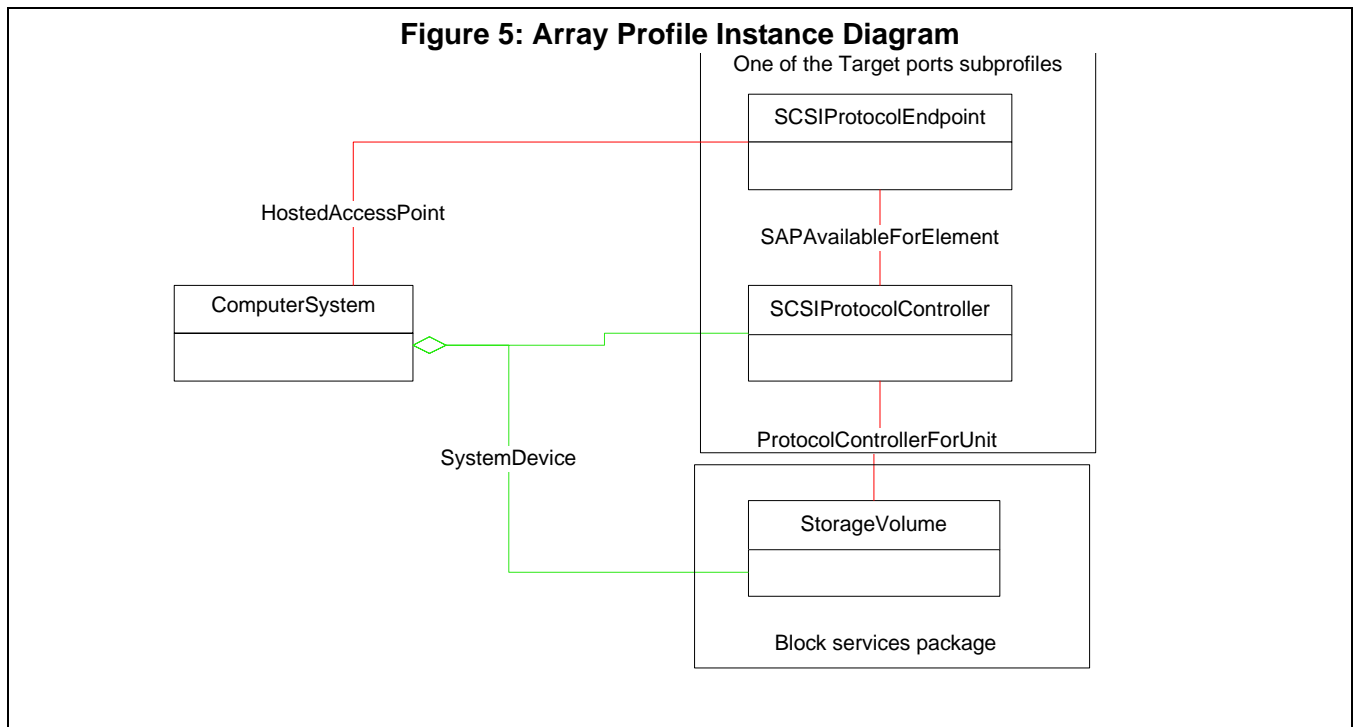 Figure 5: Array Profile Instance Diagram
One of the Target ports subprofiles
SCSIProtocolEndpoint
HostedAccessPoint
SAPAvailableForElement
ComputerSystem
SCSIProtocolController
ProtocolControllerForUnit
SystemDevice
StorageVolume
Block services package